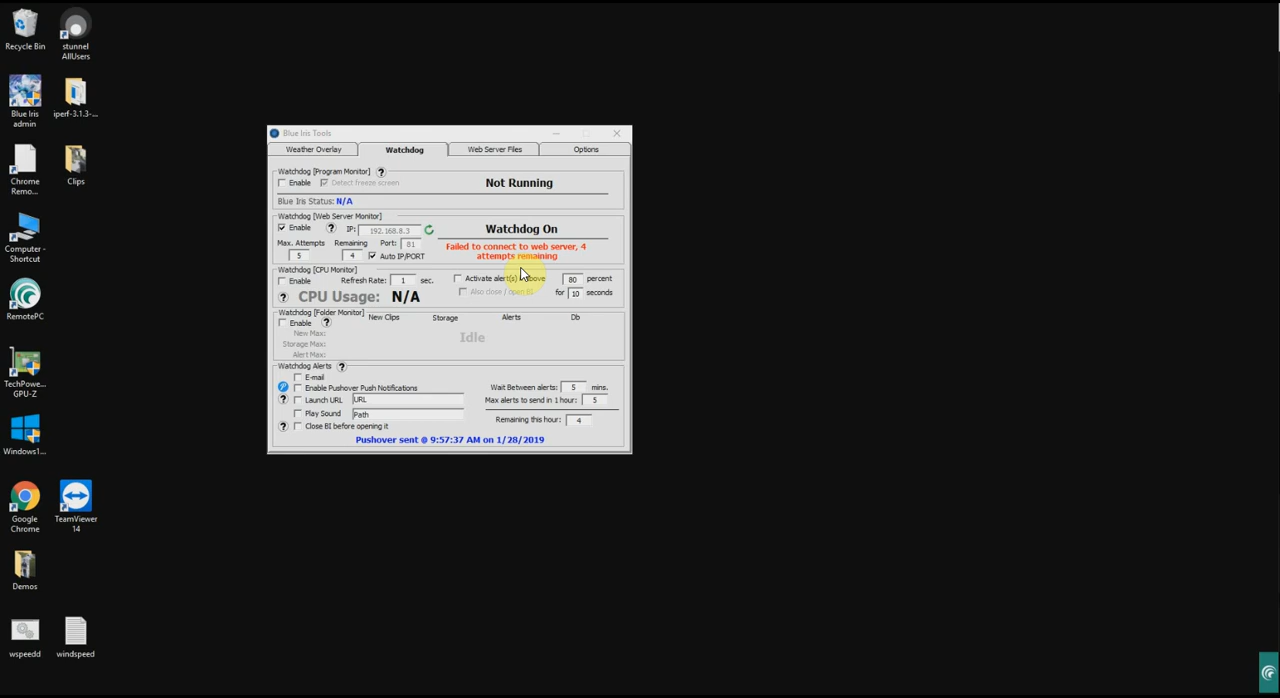 Recycle Bin
stunnel
AllUsers
Blue Iris
admin
iperf-3.1.3-...
Chrome
Remo...
Clips
Computer -
Shortcut
RemotePC
TechPowe...
GPU-Z
Windows1...
Google
Chrome
TeamViewer
14
Demos
wspeedd
windspeed
Blue Iris Tools
Weather Overlay
Watchdog
Web Server Files
Options
Watchdog [Program Monitor] ?
Enable Detect freeze screen
Not Running
Blue Iris Status: N/A
Watchdog [Web Server Monitor]
Enable ? IP: 192.168.8.3
Watchdog On
Max. Attempts Remaining Port: 81
5 4 Auto IP/PORT
Failed to connect to web server, 4
attempts remaining
Watchdog [CPU Monitor]
Enable Refresh Rate: 1 sec.
Activate alert(s) above 80 percent
Also close / open BI for 10 seconds
? CPU Usage: N/A
Watchdog [Folder Monitor] New Clips Storage Alerts Db
Enable ?
New Max:
Storage Max:
Alert Max:
Idle
Watchdog Alerts ?
E-mail
P Enable Pushover Push Notifications
Wait Between alerts: 5 mins.
? Launch URL URL
Max alerts to send in 1 hour: 5
Play Sound Path
Remaining this hour: 4
? Close BI before opening it
Pushover sent @ 9:57:37 AM on 1/28/2019